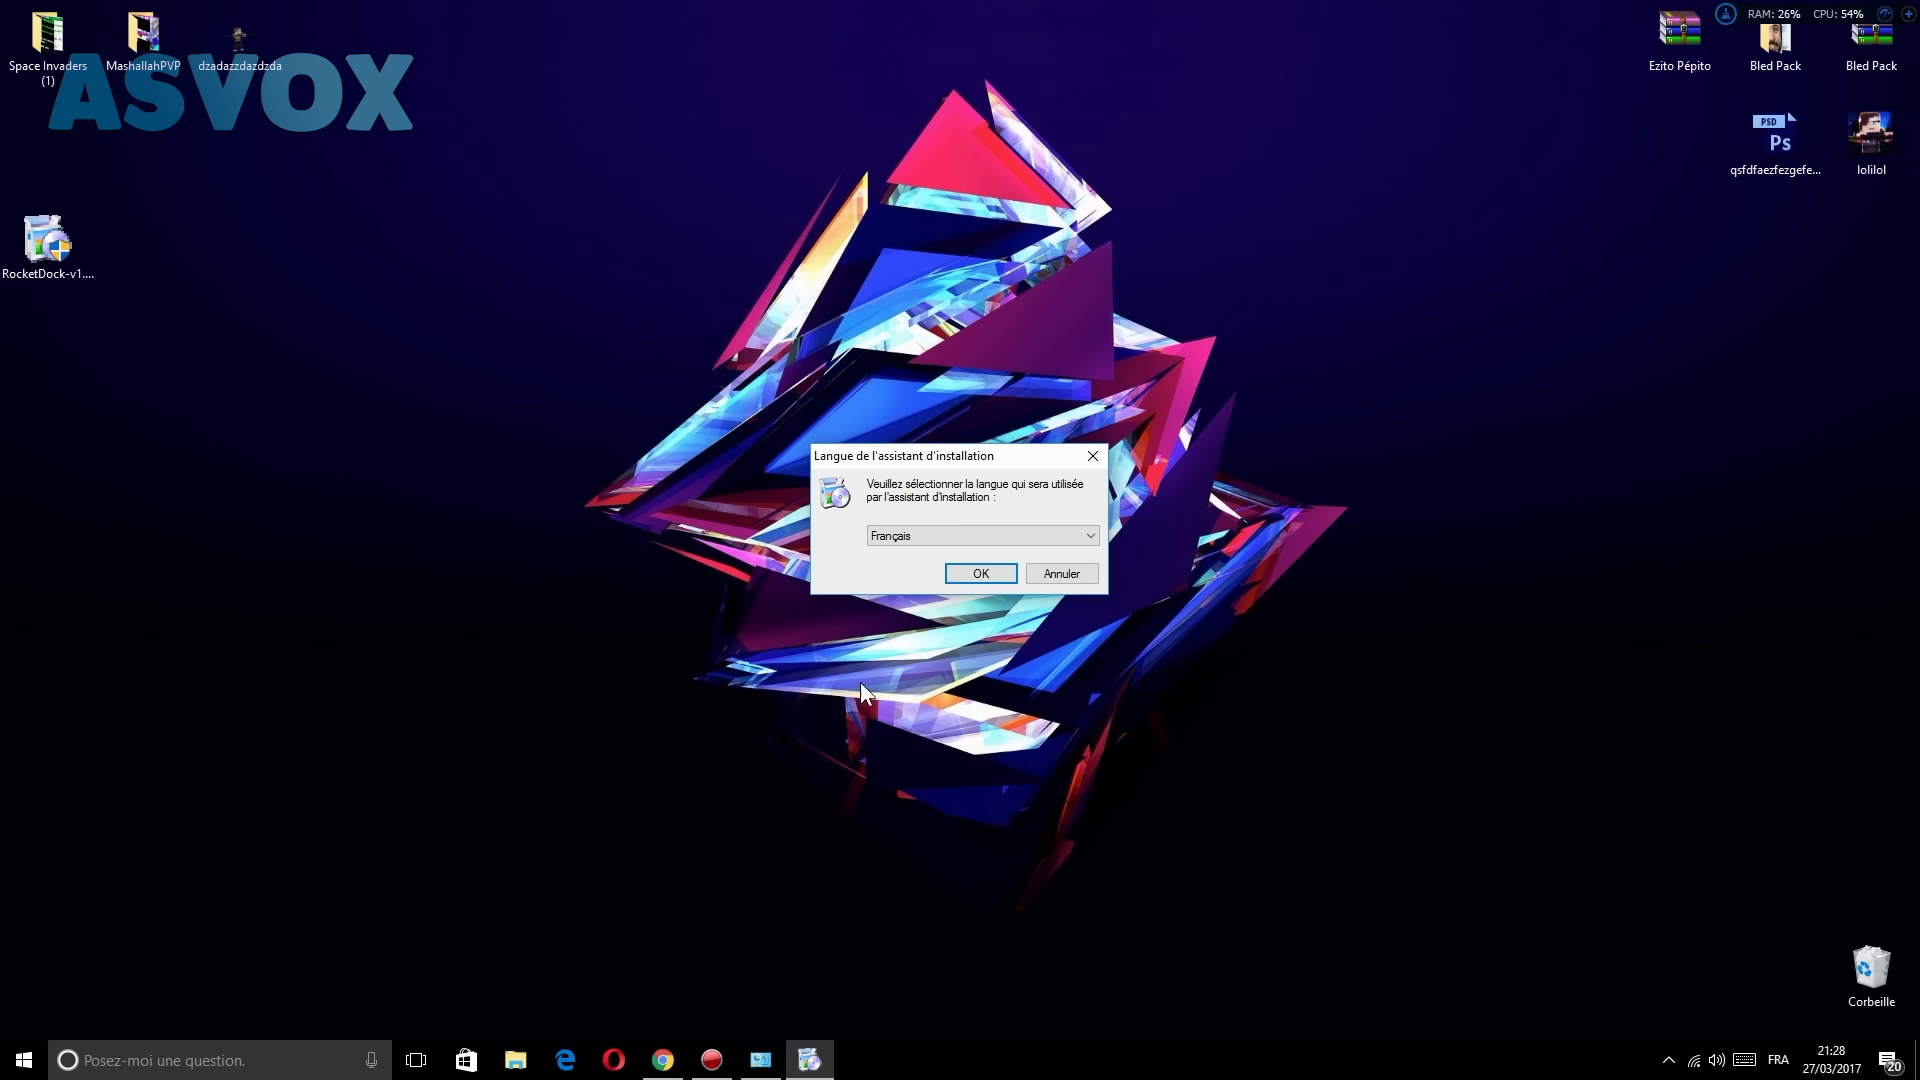 RAM: 26% CPU: 54%
Space Invaders
(1)
MashallahPVP
dzadazzdazdzda
Ezito Pépito
Bled Pack
Bled Pack
ASVOX
PSD
Ps
qsfdfaezfezgefe...
lolilol
RocketDock-v1....
Langue de l'assistant d'installation
Veuillez sélectionner la langue qui sera utilisée
par l'assistant d'installation :
Français
OK
Annuler
Corbeille
Posez-moi une question.
FRA
21:28
27/03/2017
20